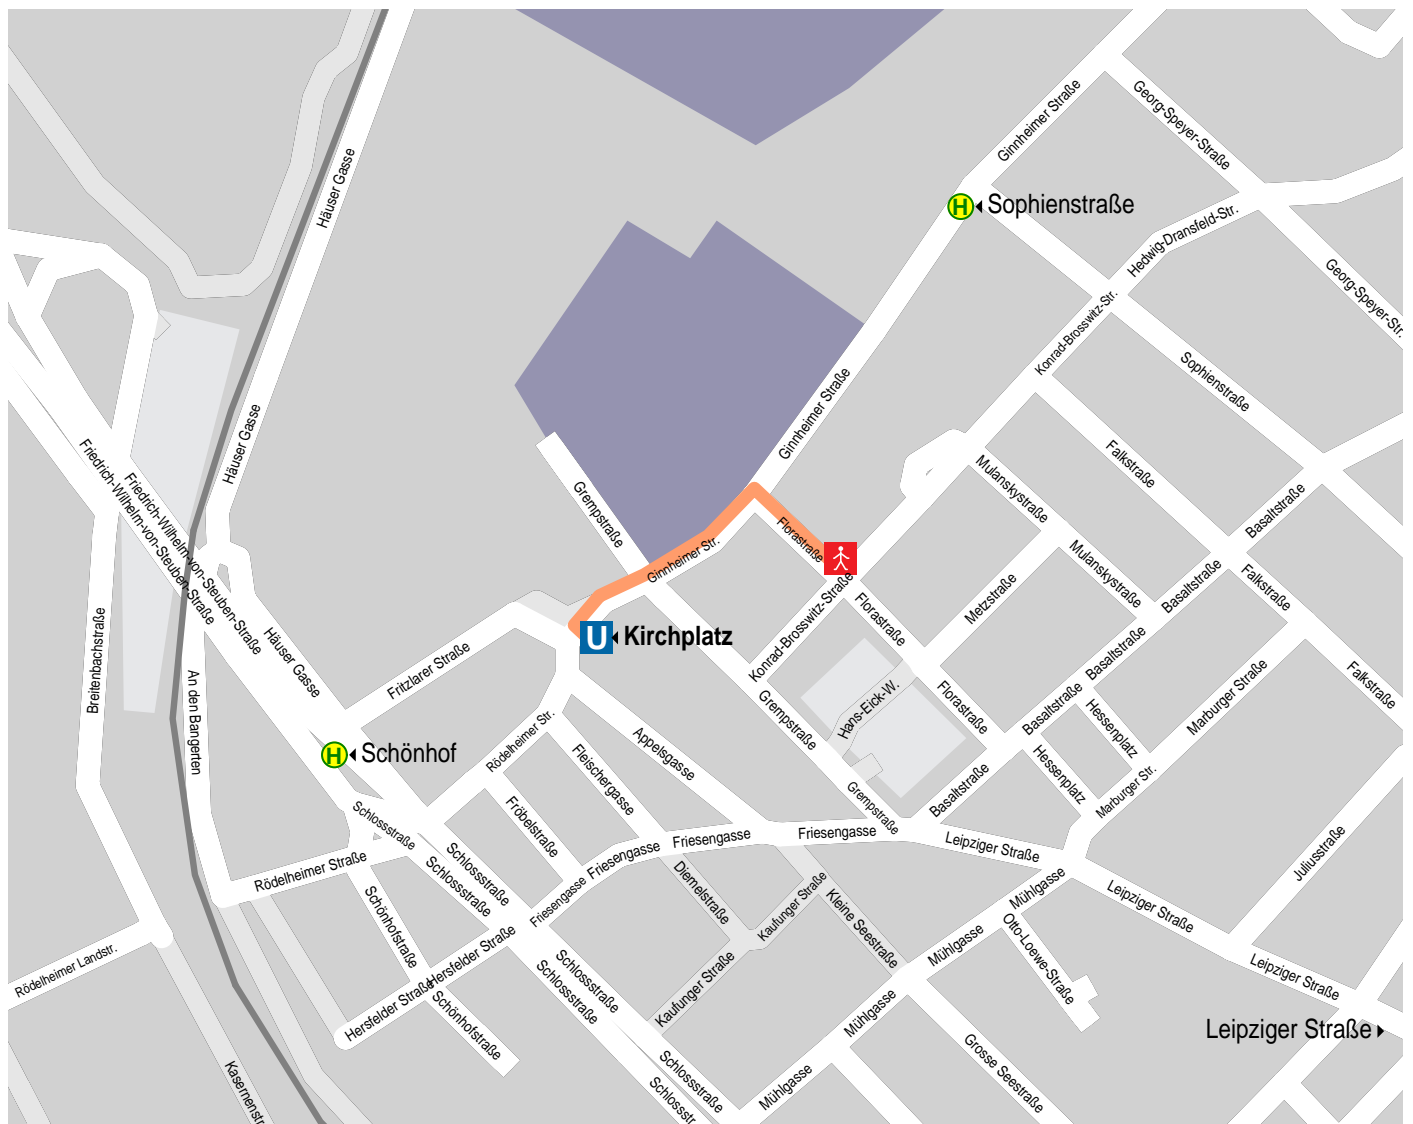 Georg-Speyer-Straße
Ginnheimer Straße
Häuser Gasse
H Sophienstraße
Hedwig-Dransfeld-Str.
Georg-Speyer-Str.
Konrad-Brosswitz-Str.
Sophienstraße
Ginnheimer Straße
Häuser Gasse
Falkstraße
Mulanskystraße
Basaltstraße
Friedrich-Wilhelm-von-Steuben-Straße
Friedrich-Wilhelm-von-Steuben-Straße
Grempstraße
Florastraße
Ginnheimer Str.
Mulanskystraße
Basaltstraße
Falkstraße
Metzstraße
Konrad-Brosswitz-Straße
Florastraße
U Kirchplatz
Häuser Gasse
Breitenbachstraße
Fritzlarer Straße
Basaltstraße
Falkstraße
An den Bangerten
Grempstraße
Hans-Eick-W.
Florastraße
Basaltstraße
Hessenplatz
Marburger Straße
H Schönhof
Rödelheimer Str.
Fleischergasse
Appelsgasse
Hessenplatz
Marburger Str.
Basaltstraße
Grempstraße
Schlossstraße
Fröbelstraße
Friesengasse
Friesengasse
Friesengasse
Leipziger Straße
Juliusstraße
Rödelheimer Straße
Schlossstraße
Schlossstraße
Friesengasse
Diemelstraße
Kaufunger Straße
Kleine Seestraße
Mühlgasse
Leipziger Straße
Schönhofstraße
Hersfelder Straße
Mühlgasse
Otto-Loewe-Straße
Leipziger Straße
Rödelheimer Landstr.
Hersfelder Straße
Schönhofstraße
Schlossstraße
Schlossstraße
Kaufunger Straße
Mühlgasse
Leipziger Straße
Kasernenstr
Schlossstraße
Schlossstr
Mühlgasse
Grosse Seestraße